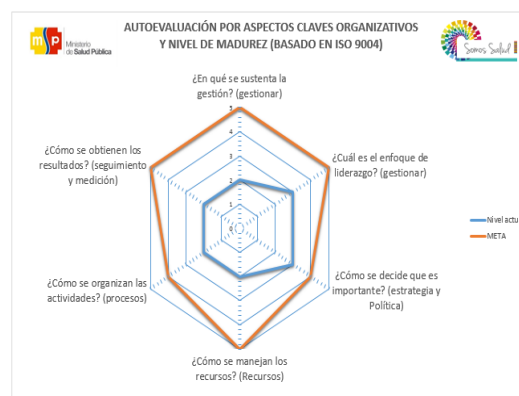 AUTOEVALUACIÓN POR ASPECTOS CLAVES ORGANIZATIVOS
Y NIVEL DE MADUREZ (BASADO EN ISO 9004)
msp
Ministerio
de Salud Pública
Somos Salud
¿En qué se sustenta la
gestión? (gestionar)
¿Cuál es el enfoque de
liderazgo? (gestionar)
¿Cómo se decide que es
importante? (estrategia y
Política)
¿Cómo se manejan los
recursos? (Recursos)
¿Cómo se organizan las
actividades? (procesos)
¿Cómo se obtienen los
resultados? (seguimiento
y medición)
5
4
3
2
1
0
Nivel actu
META